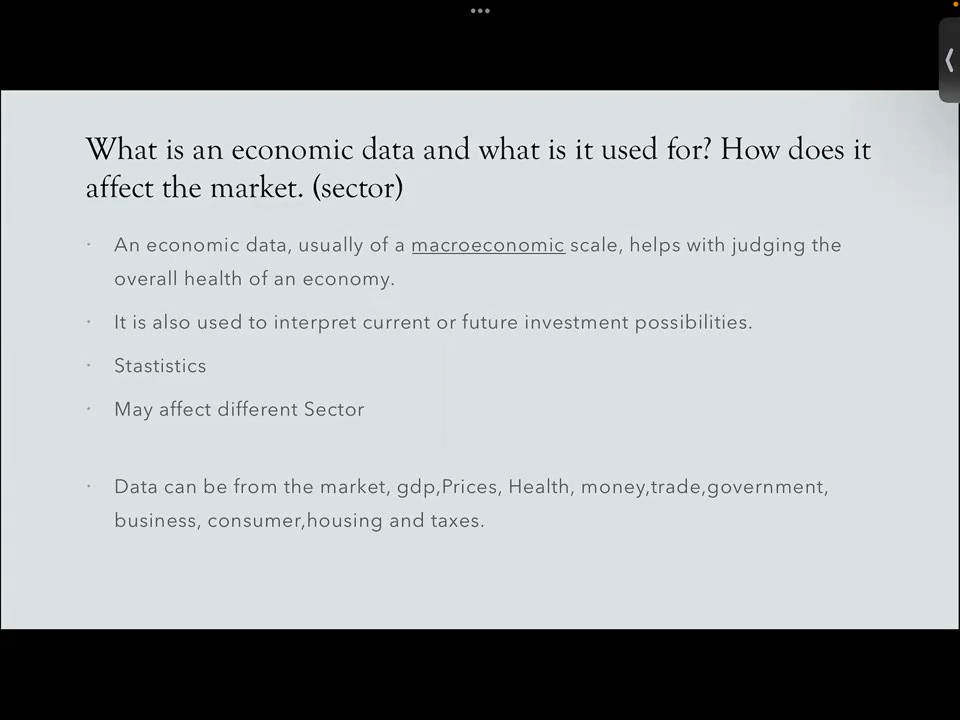 What is an economic data and what is it used for? How does it
affect the market. (sector)
· An economic data, usually of a macroeconomic scale, helps with judging the
overall health of an economy.
· It is also used to interpret current or future investment possibilities.
· Stastistics
· May affect different Sector
· Data can be from the market, gdp,Prices, Health, money,trade,government,
business, consumer,housing and taxes.